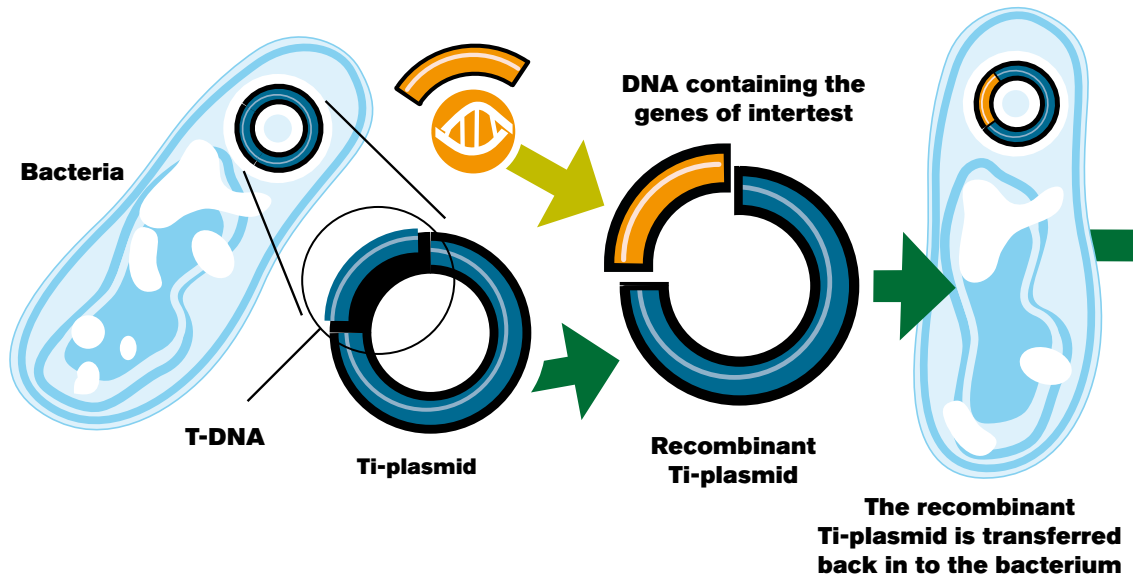 Bacteria
DNA containing the
genes of intertest
T-DNA
Ti-plasmid
Recombinant
Ti-plasmid
The recombinant
Ti-plasmid is transferred
back in to the bacterium